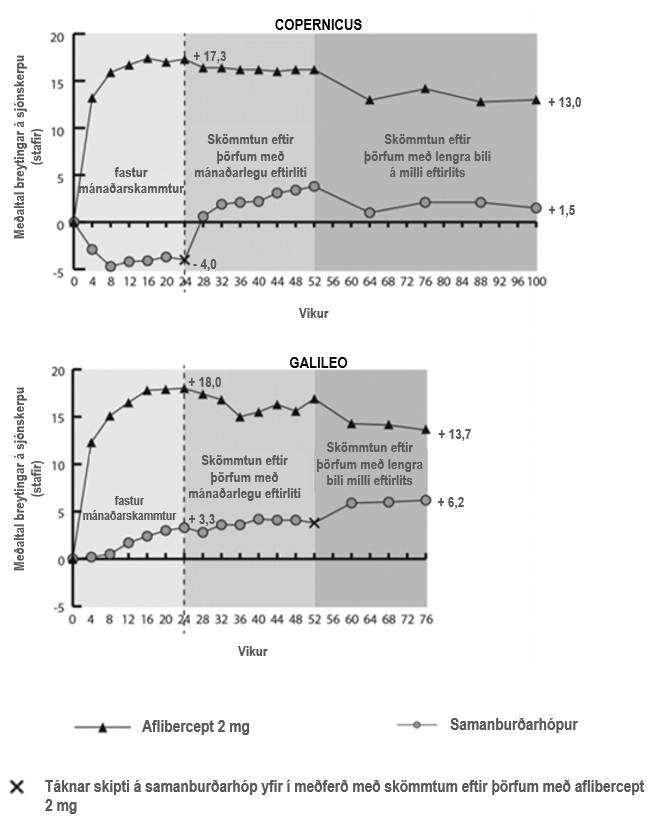 COPERNICUS
Meðaltal breytingar á sjónskerpu
(stafir)
20
15
10
5
0
-5
+ 17,3
fastur
mánaðarskammtur
Skömmtun eftir
þörfum með
mánaðarlegu eftirliti
Skömmtun eftir
þörfum með lengra bili
á milli eftirlits
+ 13,0
+ 1,5
- 4,0
0 4 8 12 16 20 24 28 32 36 40 44 48 52 56 60 64 68 72 76 80 84 88 92 96 100
Vikur
GALILEO
Meðaltal breytingar á sjónskerpu
(stafir)
20
15
10
5
0
-5
+ 18,0
fastur
mánaðarskammtur
Skömmtun eftir
þörfum með
mánaðarlegu eftirliti
Skömmtun eftir
þörfum með lengra
bili milli eftirlits
+ 13,7
+ 6,2
+ 3,3
0 4 8 12 16 20 24 28 32 36 40 44 48 52 56 60 64 68 72 76
Vikur
Aflibercept 2 mg
Samanburðarhópur
Táknar skipti á samanburðarhóp yfir í meðferð með skömmtum eftir þörfum með aflibercept
2 mg